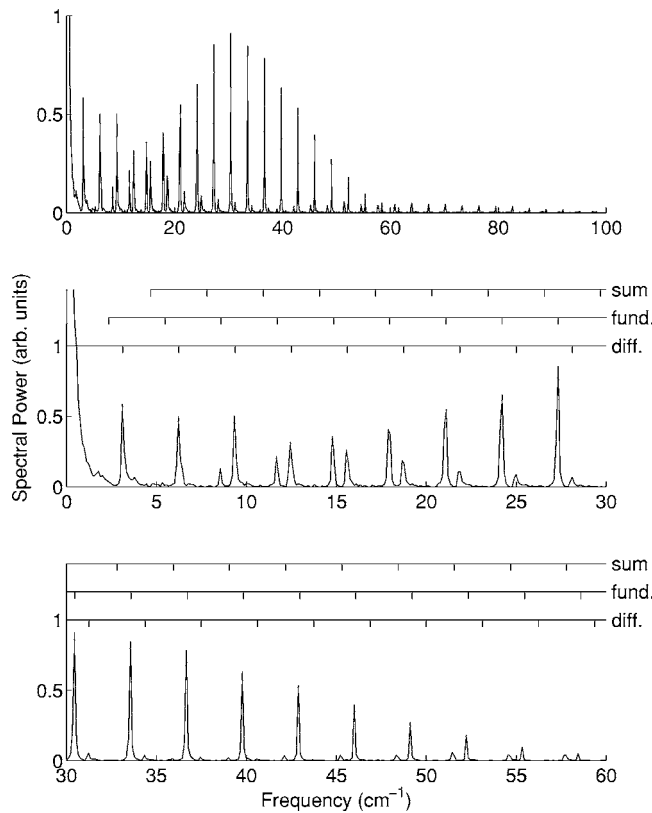 1
0.5
0
0 20 40 60 80 100
Spectral Power (arb. units)
sum
fund.
diff.
1
0.5
0
0 5 10 15 20 25 30
sum
fund.
diff.
1
0.5
0
30 35 40 45 50 55 60
Frequency (cm⁻¹)